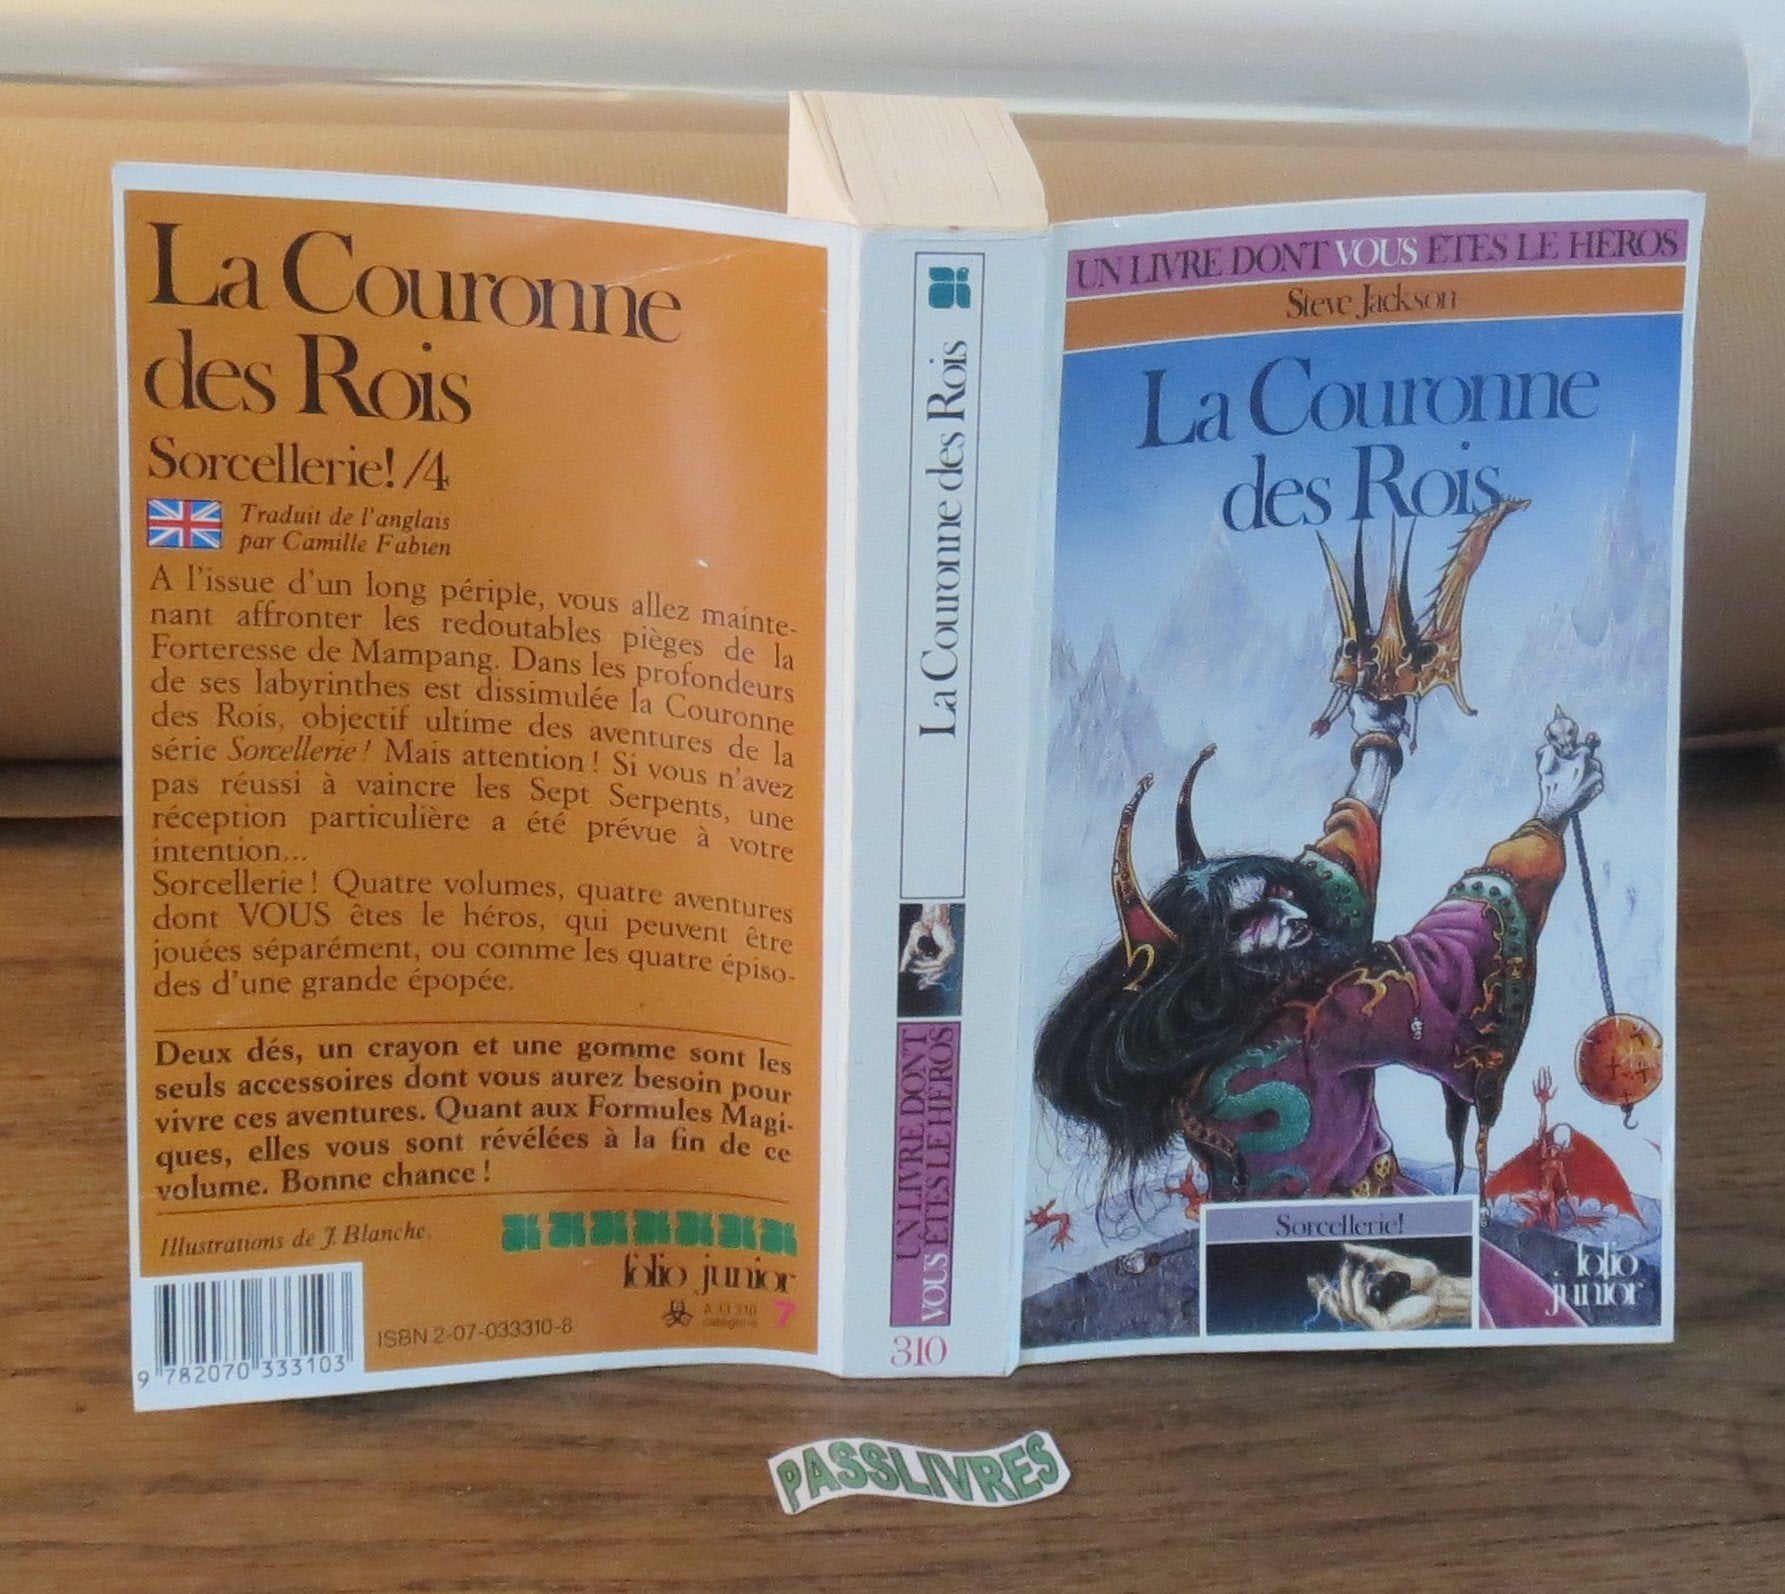 La Couronne
des Rois
Sorcellerie!/4
Traduit de l'anglais
par Camille Fabien
A l'issue d'un long périple, vous allez mainte-
nant affronter les redoutables pièges de la
Forteresse de Mampang. Dans les profondeurs
de ses labyrinthes est dissimulée la Couronne
des Rois, objectif ultime des aventures de la
série Sorcellerie! Mais attention! Si vous n'avez
pas réussi à vaincre les Sept Serpents, une
réception particulière a été prévue à votre
intention...
Sorcellerie! Quatre volumes, quatre aventures
dont VOUS êtes le héros, qui peuvent être
jouées séparément, ou comme les quatre épiso-
des d'une grande épopée.
Deux dés, un crayon et une gomme sont les
seuls accessoires dont vous aurez besoin pour
vivre ces aventures. Quant aux Formules Magi-
ques, elles vous sont révélées à la fin de ce
volume. Bonne chance!
Illustrations de J. Blanche.
folio junior
catégorie 7
ISBN 2-07-033310-8
9 782070 333103
La Couronne des Rois
UN LIVRE DONT
VOUS ÊTES LE HÉROS
310
UN LIVRE DONT VOUS ÊTES LE HÉROS
Steve Jackson
La Couronne
des Rois
Sorcellerie!
folio
junior
PASSLIVRES